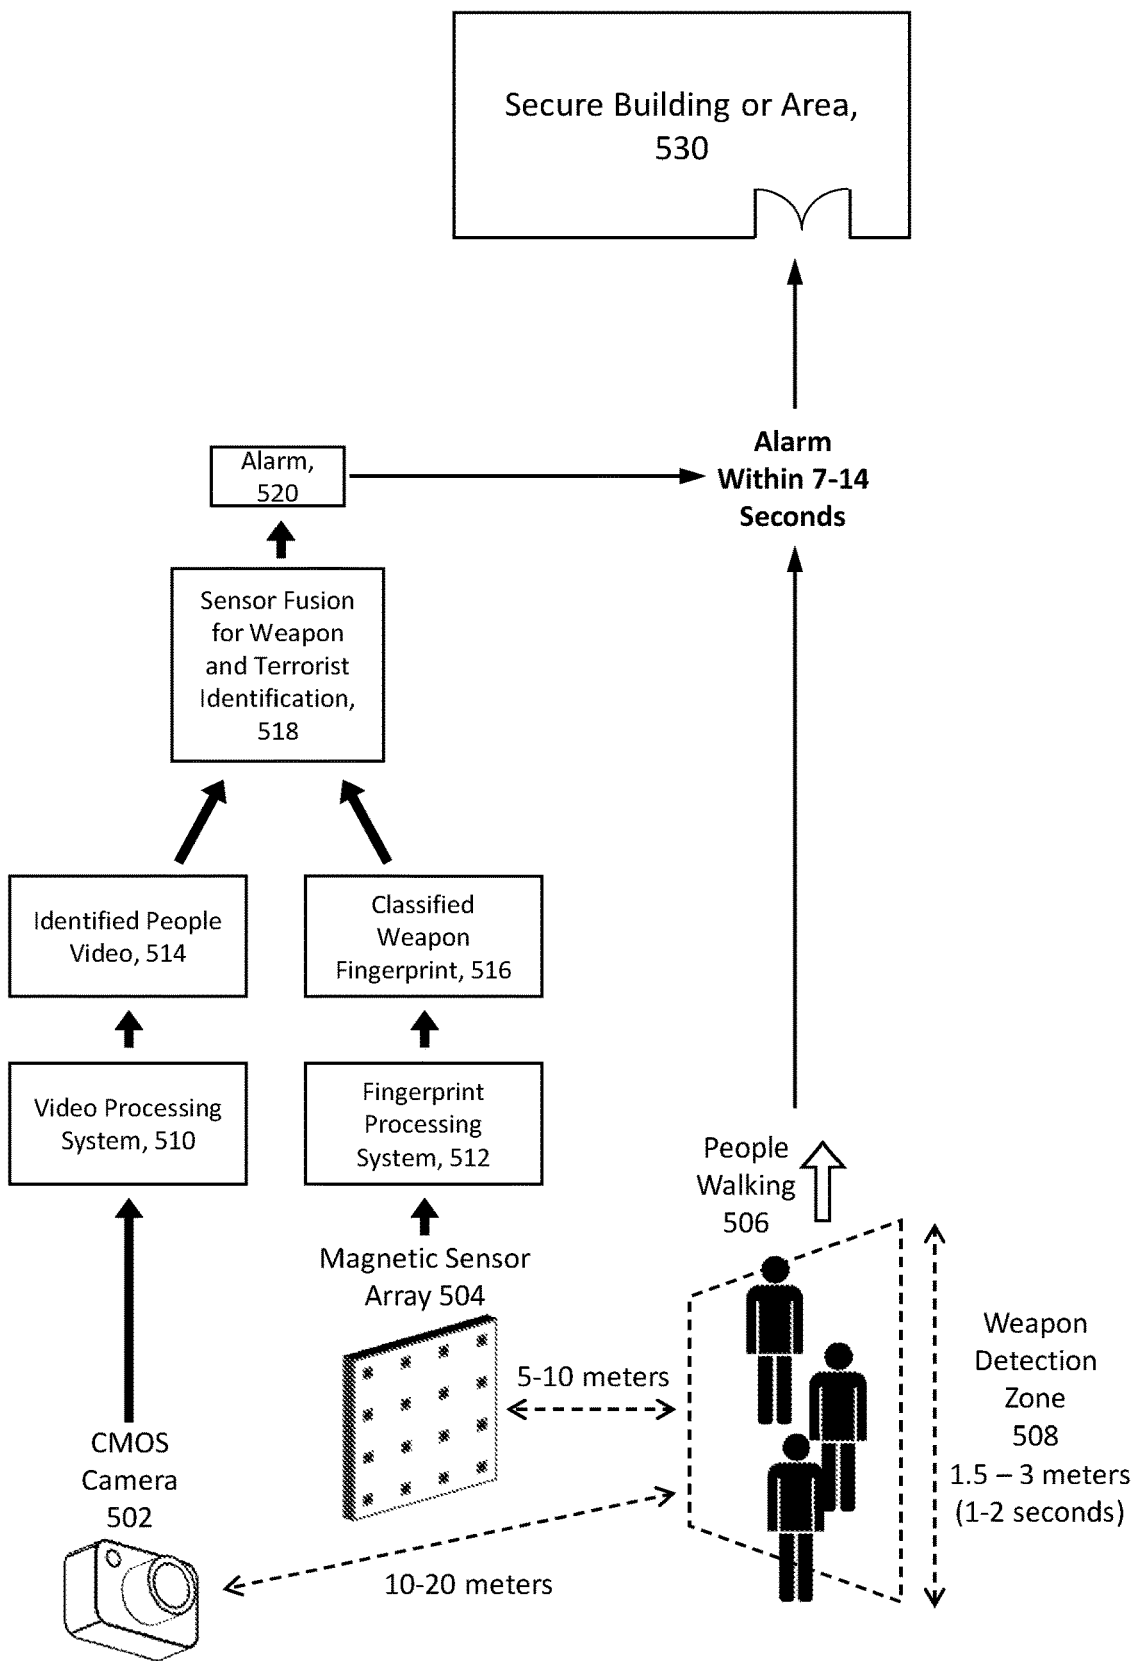 Secure Building or Area,
530
Alarm,
520
Alarm
Within 7-14
Seconds
Sensor Fusion
for Weapon
and Terrorist
Identification,
518
Identified People
Video, 514
Classified
Weapon
Fingerprint, 516
Video Processing
System, 510
Fingerprint
Processing
System, 512
People
Walking
506
Magnetic Sensor
Array 504
5-10 meters
Weapon
Detection
Zone
508
1.5 – 3 meters
(1-2 seconds)
CMOS
Camera
502
10-20 meters